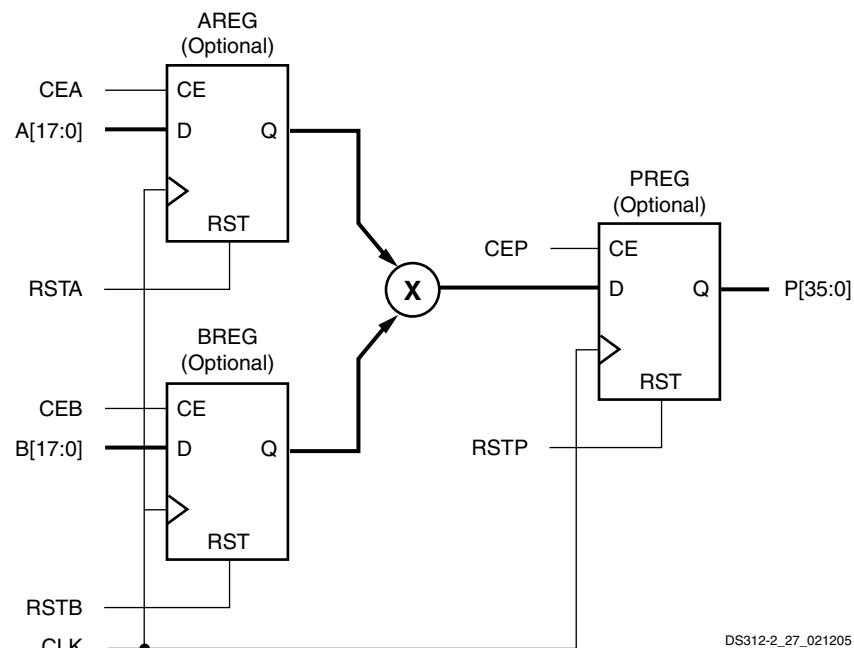 AREG
(Optional)
CEA
CE
A[17:0]
D
Q
RST
RSTA
BREG
(Optional)
CEB
CE
B[17:0]
D
Q
RST
RSTB
CLK
X
PREG
(Optional)
CEP
CE
D
Q
P[35:0]
RST
RSTP
DS312-2_27_021205